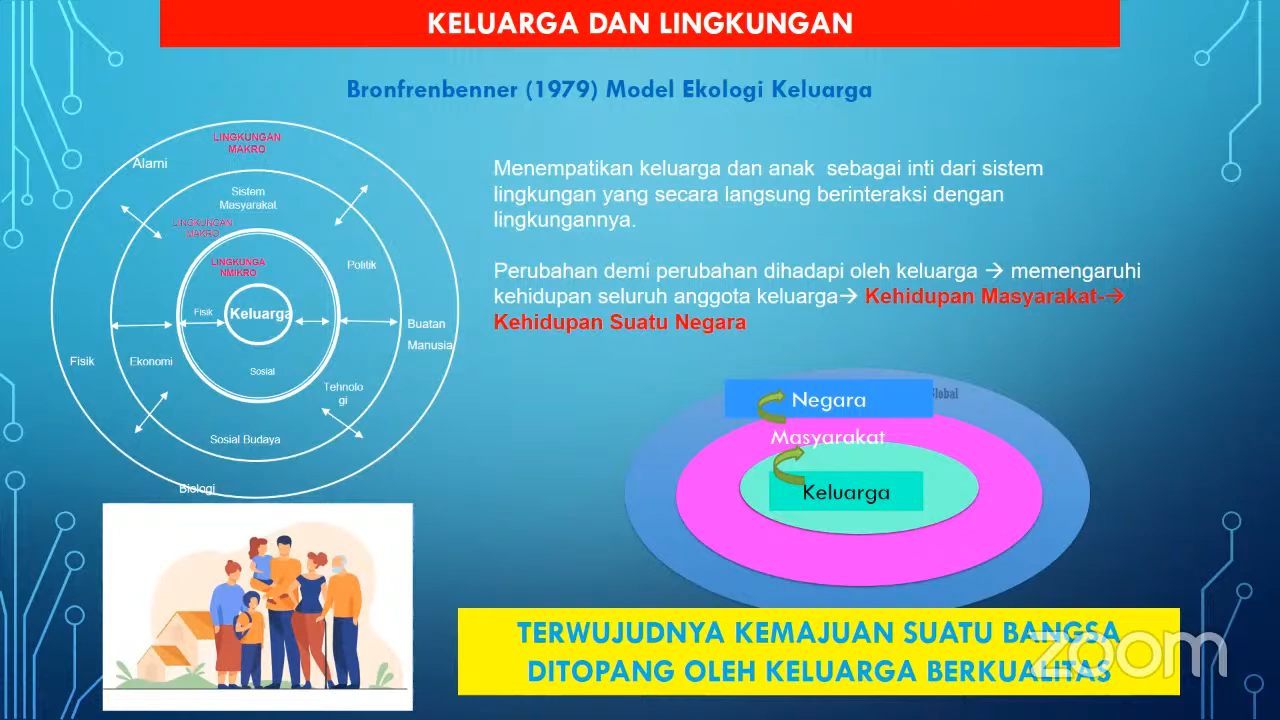 KELUARGA DAN LINGKUNGAN
Bronfrenbenner (1979) Model Ekologi Keluarga
LINGKUNGAN
MAKRO
Alami
Sistem
Masyarakat
LINGKUNGAN
MAKRO
LINGKUNGA
NMIKRO
Politik
Fisik
Keluarga
Buatan
Manusia
Fisik
Ekonomi
Sosial
Tehnolo
gi
Sosial Budaya
Biologi
Menempatikan keluarga dan anak sebagai inti dari sistem
lingkungan yang secara langsung berinteraksi dengan
lingkungannya.
Perubahan demi perubahan dihadapi oleh keluarga → memengaruhi
kehidupan seluruh anggota keluarga→ Kehidupan Masyarakat-→
Kehidupan Suatu Negara
Negara
Global
Masyarakat
Keluarga
TERWUJUDNYA KEMAJUAN SUATU BANGSA
DITOPANG OLEH KELUARGA BERKUALITAS
zoom